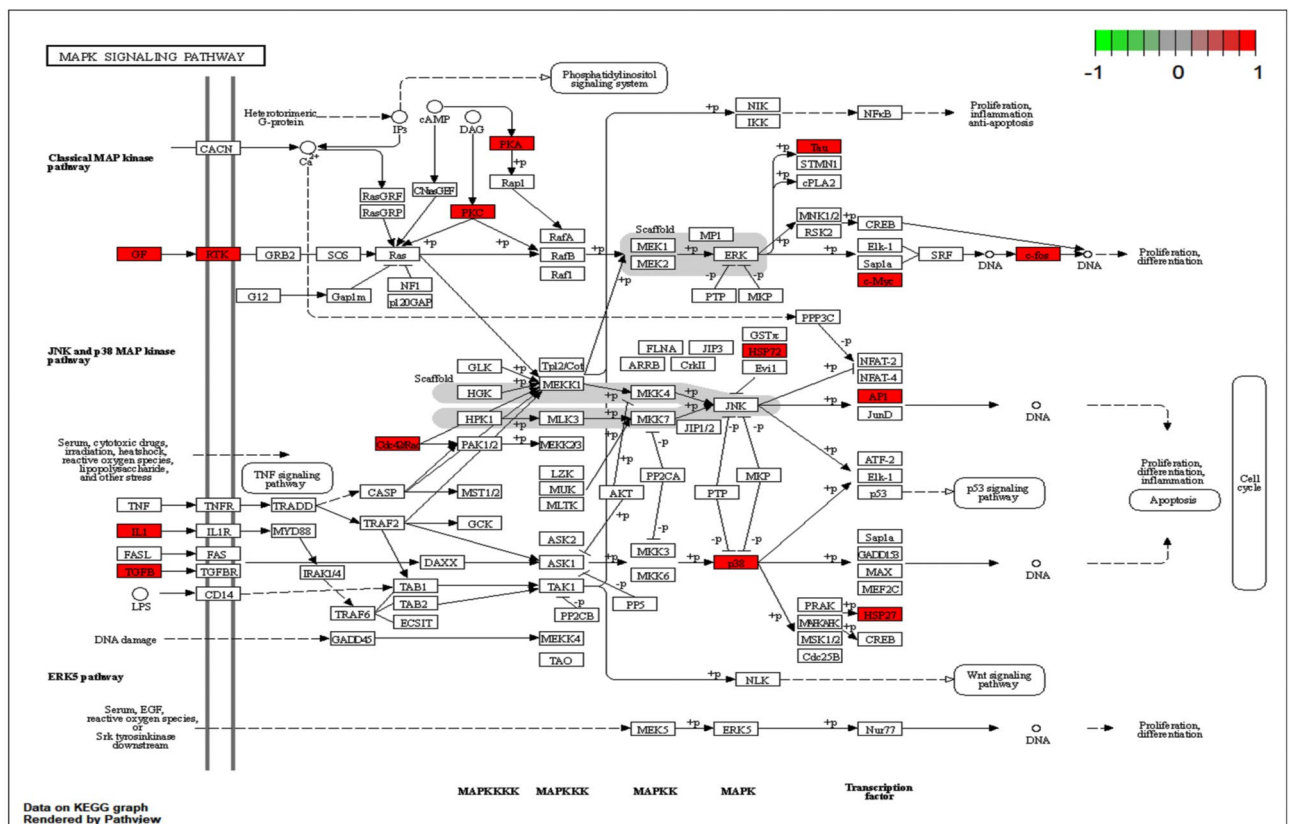 MAPK SIGNALING PATHWAY
-1 0 1
Phosphatidylinositol
signaling system
Heterotorimeric
G-protein
IP3
cAMP
DAG
+p
NIK
IKK
NFκB
Proliferation,
inflammation
anti-apoptosis
Classical MAP kinase
pathway
CACN
Ca2+
PKA
+p
Rap1
+p
Tau
STMN1
cPLA2
RasGRF
RasGRP
CNasGEF
PKC
RafA
RafB
Raf1
Scaffold
MP1
MEK1
MEK2
MNK1/2
RSK2
+p
CREB
GF
RTK
GRB2
SOS
Ras
+p
+p
+p
+p
+p
ERK
+p
+p
+p
Elk-1
Sap1a
c-Myc
SRF
DNA
c-fos
DNA
Proliferation,
differentiation
G12
Gap1m
NF1
p120GAP
-p
-p
PTP
MKP
PPP3C
-p
JNK and p38 MAP kinase
pathway
NFAT-2
NFAT-4
GSTπ
HSP72
Evi1
FLNA
JIP3
ARRB
CrkII
Scaffold
GLK
HGK
HPK1
+p
+p
+p
Tpl2/Cot
MEKK1
MLK3
MEKK2/3
+p
+p
MKK4
MKK7
+p
+p
JNK
JIP1/2
+p
+p
AP1
JunD
DNA
Cell
cycle
Cdc42/Rac
PAK1/2
+p
Serum, cytotoxic drugs,
irradiation, heatshock,
reactive oxygen species,
lipopolysaccharide,
and other stress
TNF signaling
pathway
LZK
MUK
MLTK
+p
AKT
+p
-p
PP2CA
-p
-p
-p
PTP
MKP
-p
-p
+p
+p
ATF-2
Elk-1
p53
p53 signaling
pathway
Proliferation,
differentiation,
inflammation
Apoptosis
TNF
TNFR
TRADD
CASP
MST1/2
TRAF2
GCK
IL1
IL1R
MYD88
ASK2
ASK1
MKK3
MKK6
+p
+p
p38
+p
Sap1a
GADD153
MAX
MEF2C
DNA
FASL
FAS
DAXX
TGFB
TGFBR
IRAK1/4
TAB1
TAK1
-p
PP5
-p
PP2CB
LPS
CD14
TAB2
TRAF6
ECSIT
+p
PRAK
MSK1/2
Cdc25B
+p
+p
HSP27
CREB
DNA damage
GADD45
MEKK4
TAO
ERK5 pathway
+p
NLK
Wnt signaling
pathway
Serum, EGF,
reactive oxygen species,
or
Srk tyrosinkinase
downstream
MEK5
+p
ERK5
+p
Nur77
DNA
Proliferation,
differentiation
MAPKKKK
MAPKKK
MAPKK
MAPK
Transcription
factor
Data on KEGG graph
Rendered by Pathview